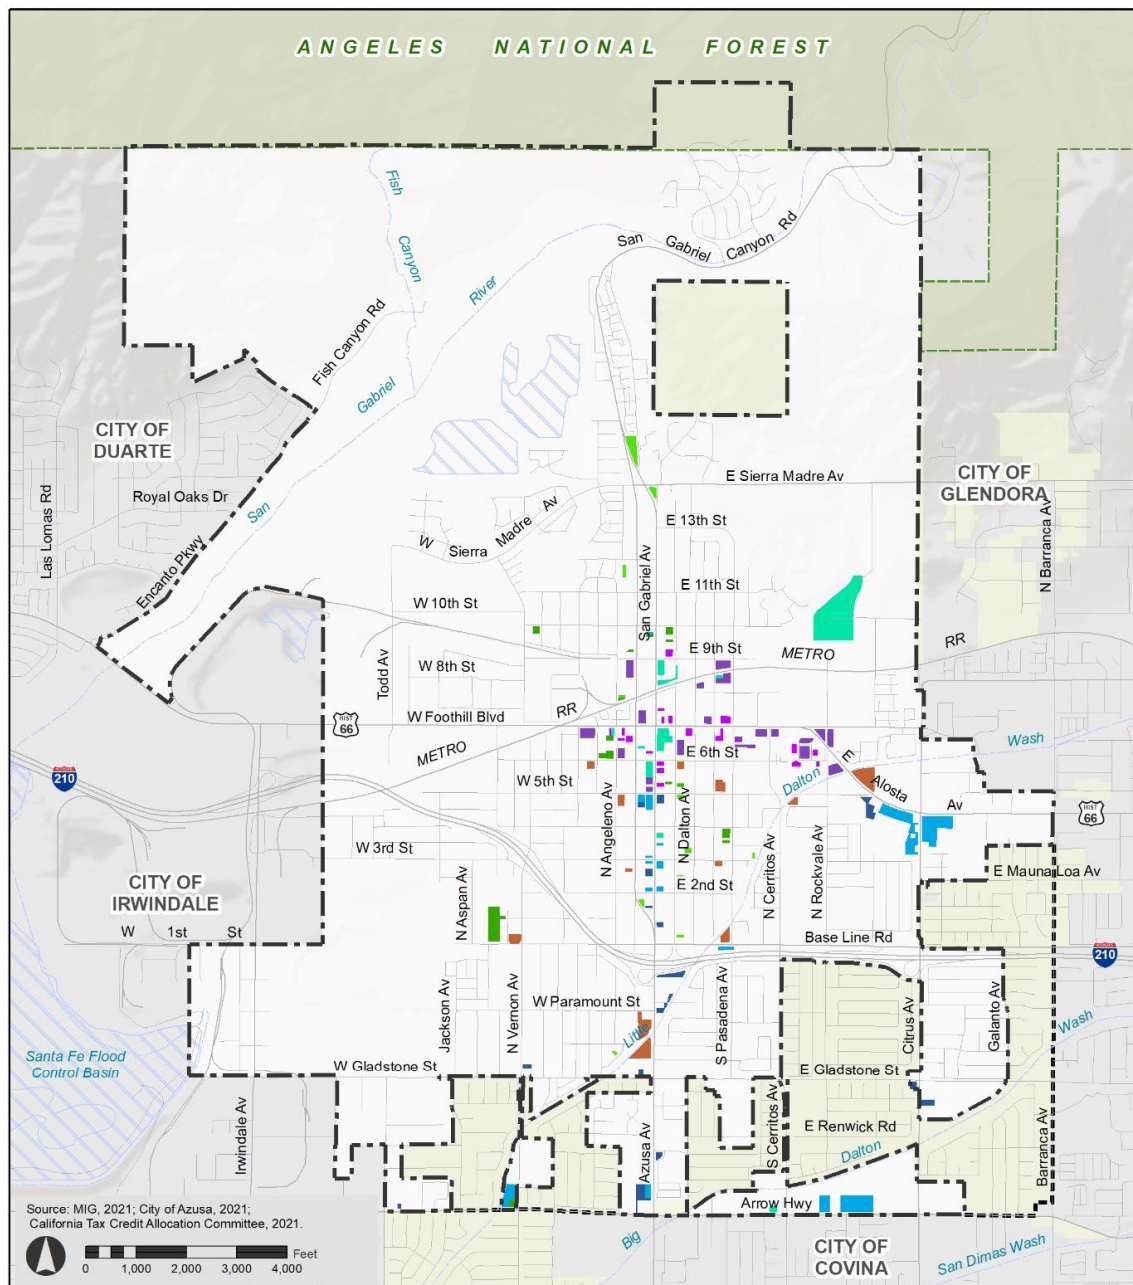 ANGELES NATIONAL FOREST
Fish
Canyon
River
San
Gabriel
Canyon
Rd
Fish Canyon Rd
Gabriel
CITY OF
DUARTE
E Sierra Madre Av
CITY OF
GLENDORA
Royal Oaks Dr
San
Las Lomas Rd
W
Sierra
Madre
Av
E 13th St
N Barranca Av
Encanto Pkwy
San Gabriel Av
E 11th St
W 10th St
Todd Av
W 8th St
E 9th St
METRO
RR
HIST
66
W Foothill Blvd
RR
METRO
E 6th St
E
Wash
210
W 5th St
Dalton
Alosta
Av
HIST
66
N Angeleno Av
N Dalton Av
W 3rd St
N Cerritos Av
N Rockvale Av
E Mauna Loa Av
CITY OF
IRWINDALE
E 2nd St
N Aspan Av
W
1st
St
Base Line Rd
210
W Paramount St
Jackson Av
N Vernon Av
S Pasadena Av
Citrus Av
Galanto Av
Wash
Little
Santa Fe Flood
Control Basin
W Gladstone St
E Gladstone St
Irwindale Av
S Cerritos Av
E Renwick Rd
Barranca Av
Azusa Av
Dalton
Arrow Hwy
Big
CITY OF
COVINA
San Dimas Wash
Source: MIG, 2021; City of Azusa, 2021;
California Tax Credit Allocation Committee, 2021.
Feet
0 1,000 2,000 3,000 4,000